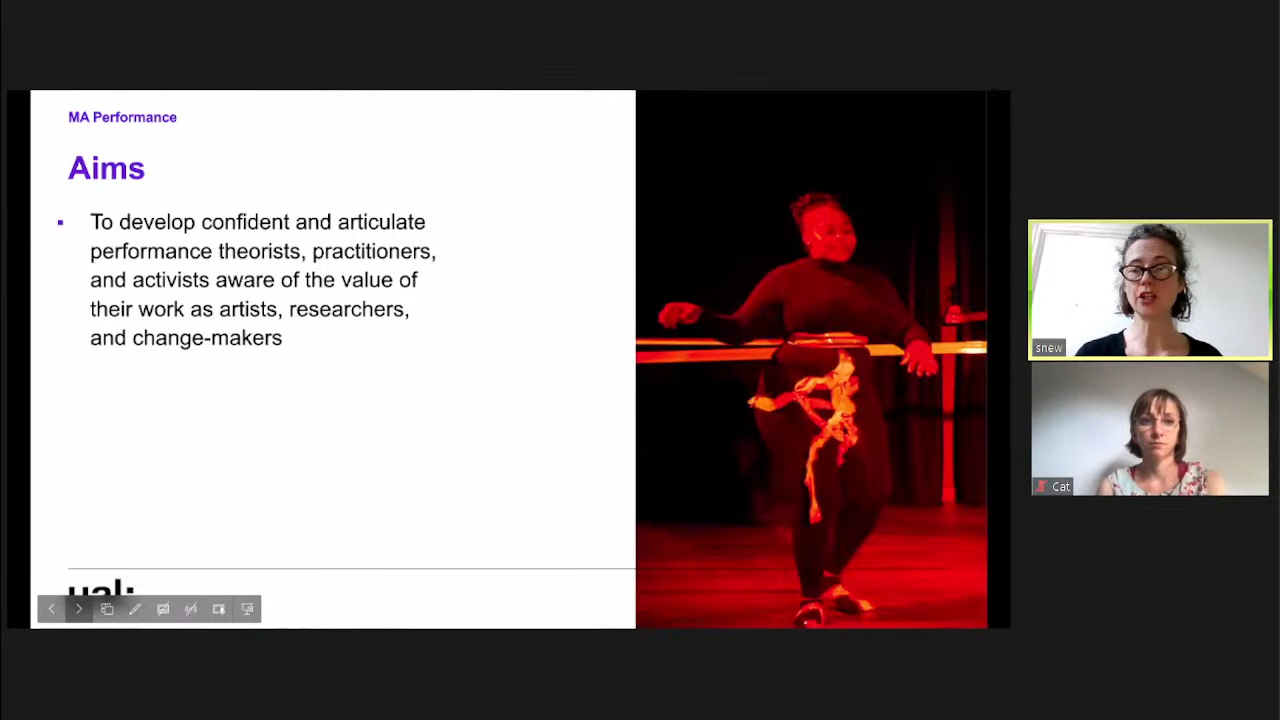 MA Performance
Aims
To develop confident and articulate
performance theorists, practitioners,
and activists aware of the value of
their work as artists, researchers,
and change-makers
ual:
snew
Cat